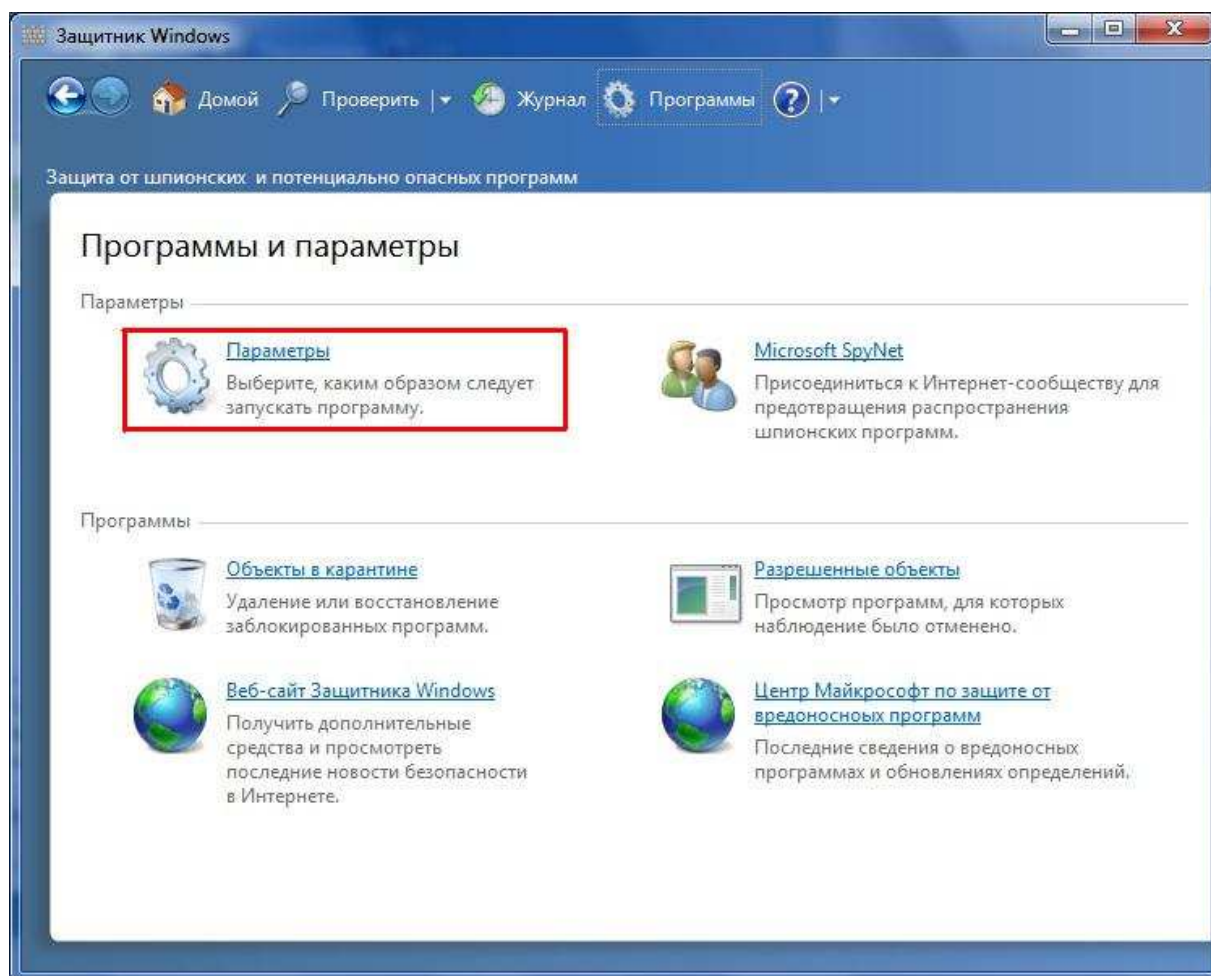 Защитник Windows
Домой Проверить Журнал Программы
Защита от шпионских и потенциально опасных программ
Программы и параметры
Параметры
Параметры
Выберите, каким образом следует
запускать программу.
Microsoft SpyNet
Присоединиться к Интернет-сообществу для
предотвращения распространения
шпионских программ.
Программы
Объекты в карантине
Удаление или восстановление
заблокированных программ.
Разрешенные объекты
Просмотр программ, для которых
наблюдение было отменено.
Веб-сайт Защитника Windows
Получить дополнительные
средства и просмотреть
последние новости безопасности
в Интернете.
Центр Майкрософт по защите от
вредоносноых программ
Последние сведения о вредоносных
программах и обновлениях определений.